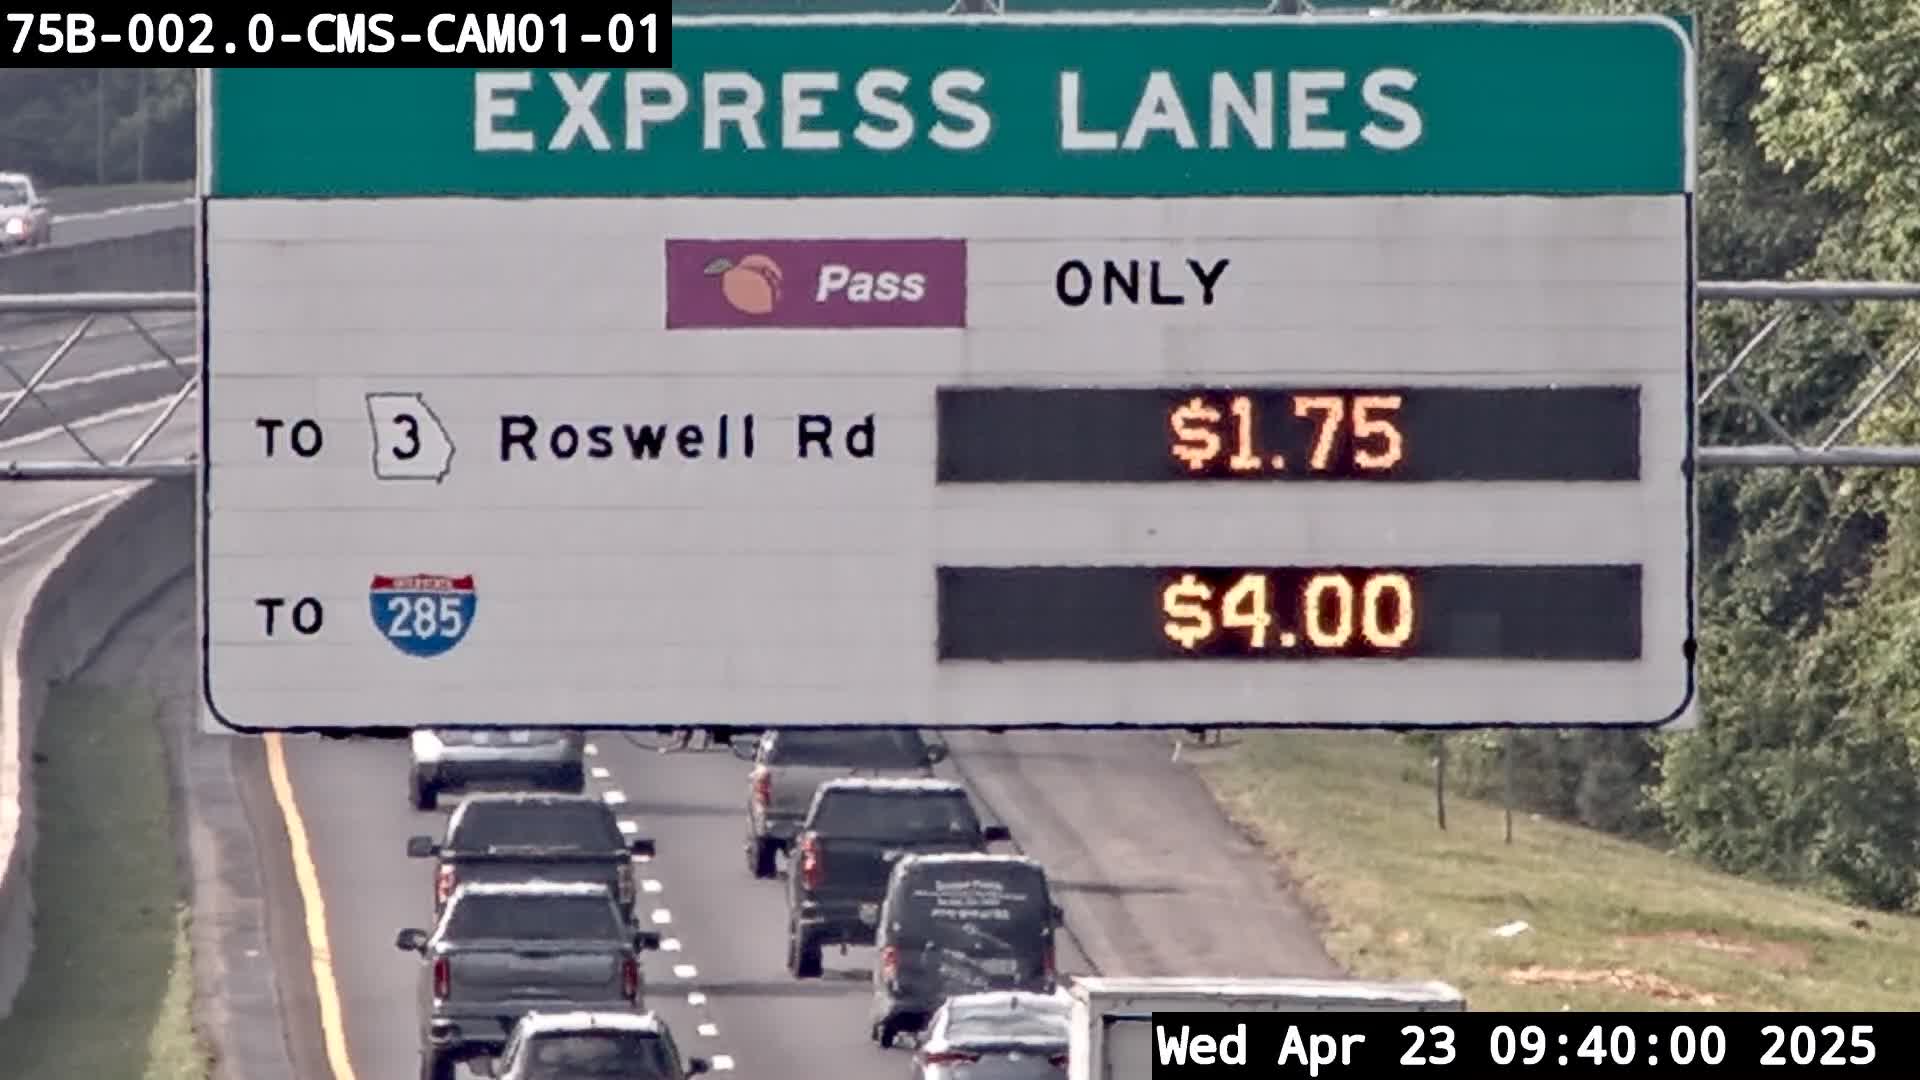 75B-002.0-CMS-CAM01-01
EXPRESS LANES
Pass ONLY
TO 3 Roswell Rd $1.75
TO INTERSTATE 285 $4.00
Wed Apr 23 09:40:00 2025